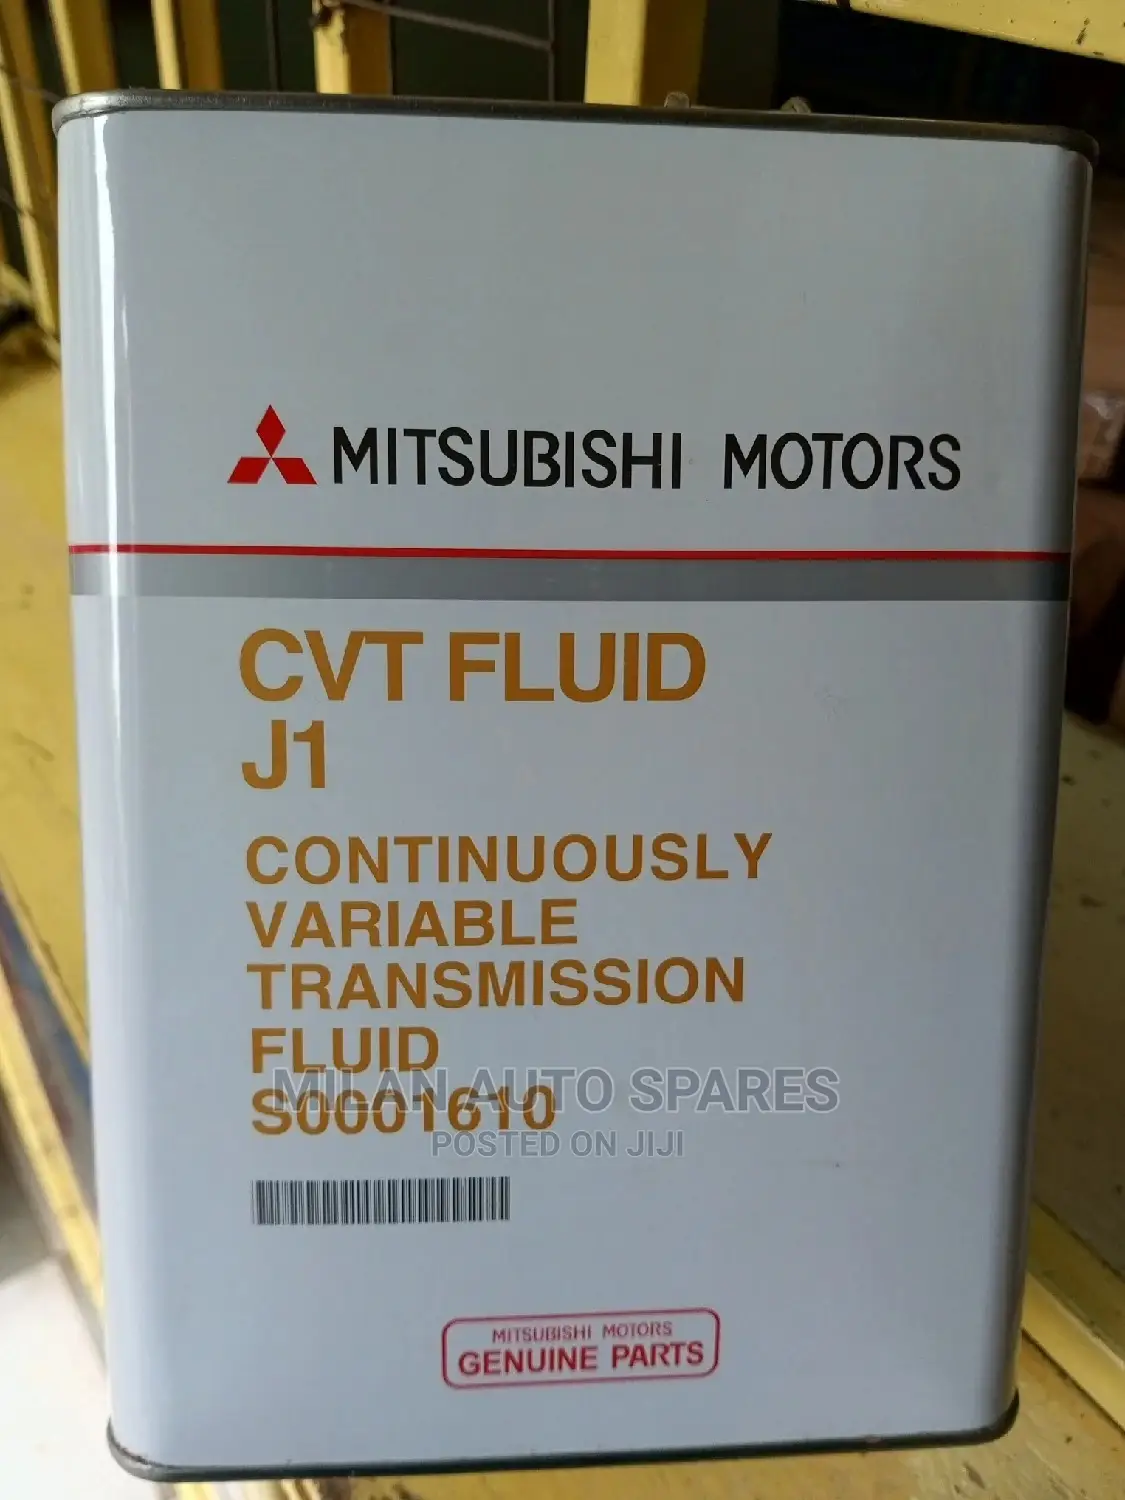 MITSUBISHI MOTORS
CVT FLUID
J1
CONTINUOUSLY
VARIABLE
TRANSMISSION
FLUID
MILAN AUTO SPARES
S0001610
POSTED ON JIJI
MITSUBISHI MOTORS
GENUINE PARTS